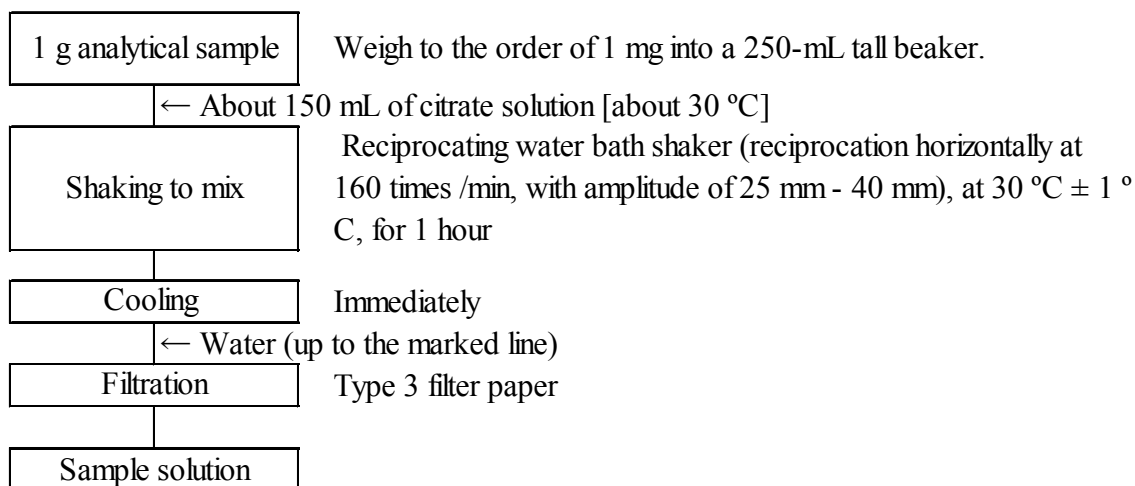 1 g analytical sample
Weigh to the order of 1 mg into a 250-mL tall beaker.
← About 150 mL of citrate solution [about 30 ºC]
Shaking to mix
Reciprocating water bath shaker (reciprocation horizontally at
160 times /min, with amplitude of 25 mm - 40 mm), at 30 ºC ± 1 º
C, for 1 hour
Cooling
Immediately
← Water (up to the marked line)
Filtration
Type 3 filter paper
Sample solution